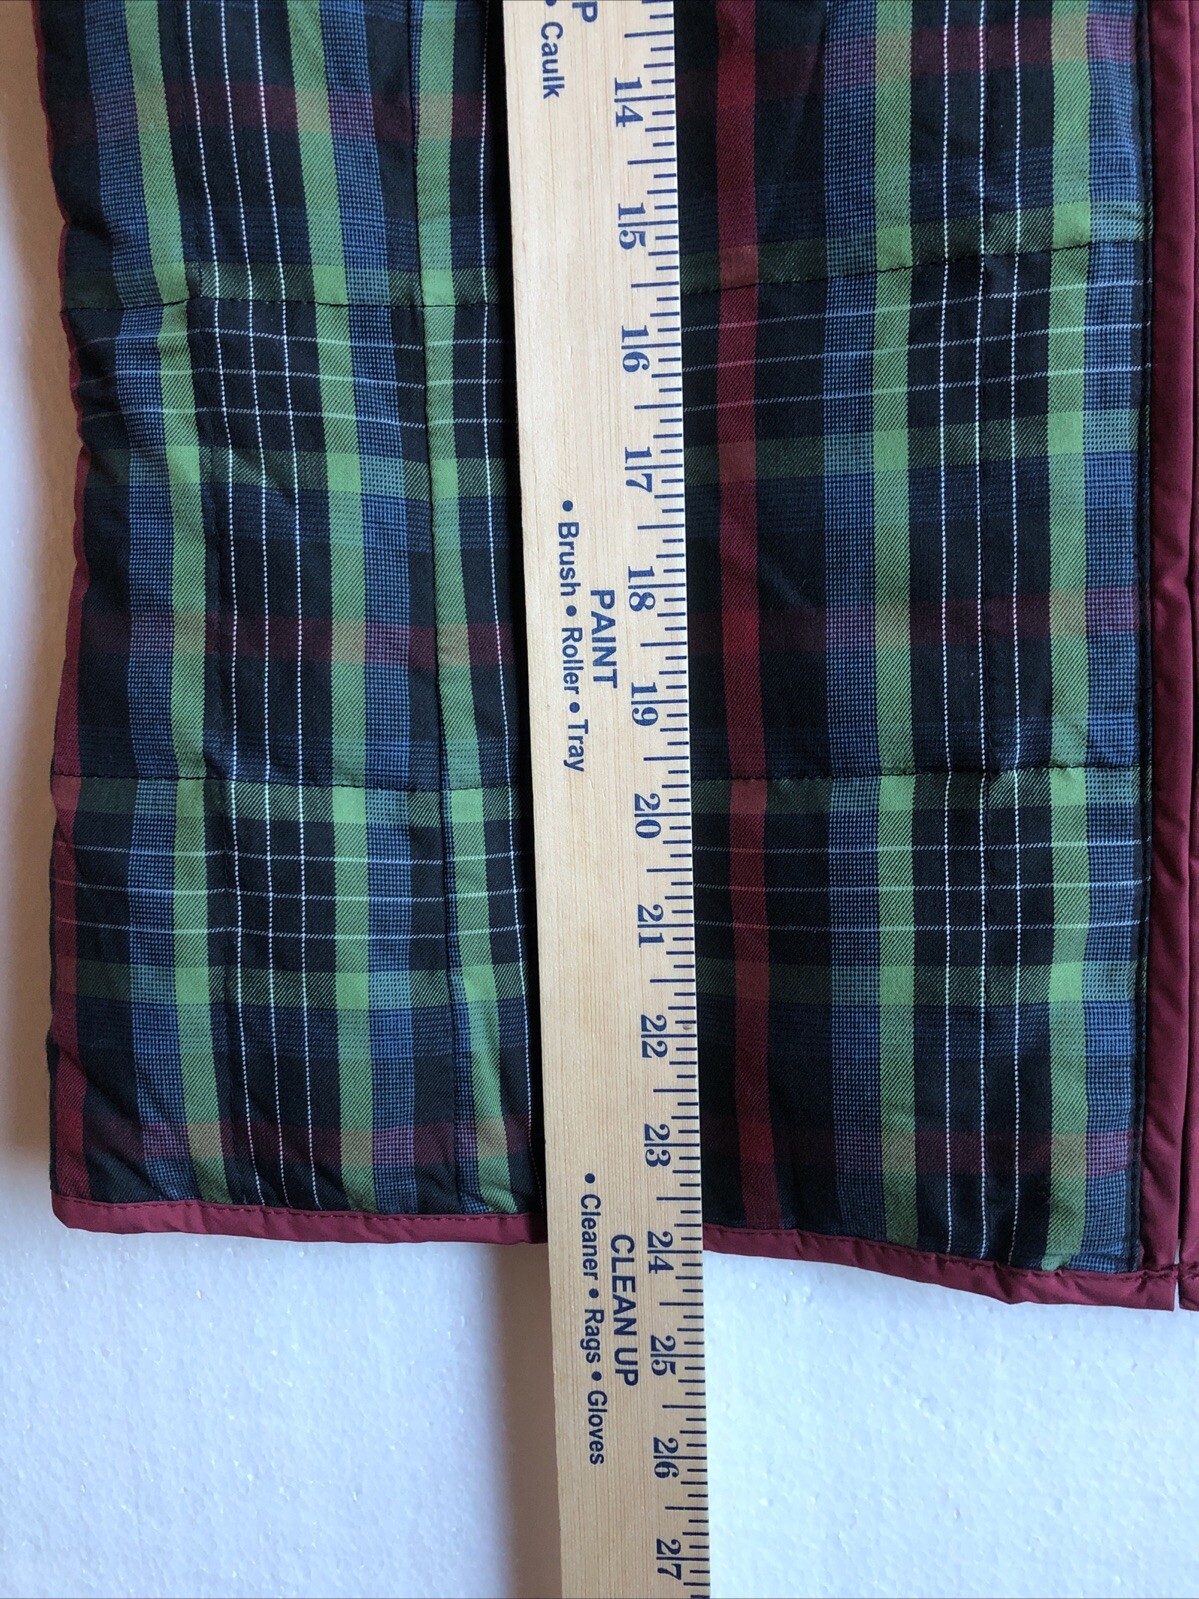 P
• Caulk
14
15
16
17
18
19
20
21
22
23
24
25
26
27
PAINT
• Brush • Roller • Tray
CLEAN UP
• Cleaner • Rags • Gloves